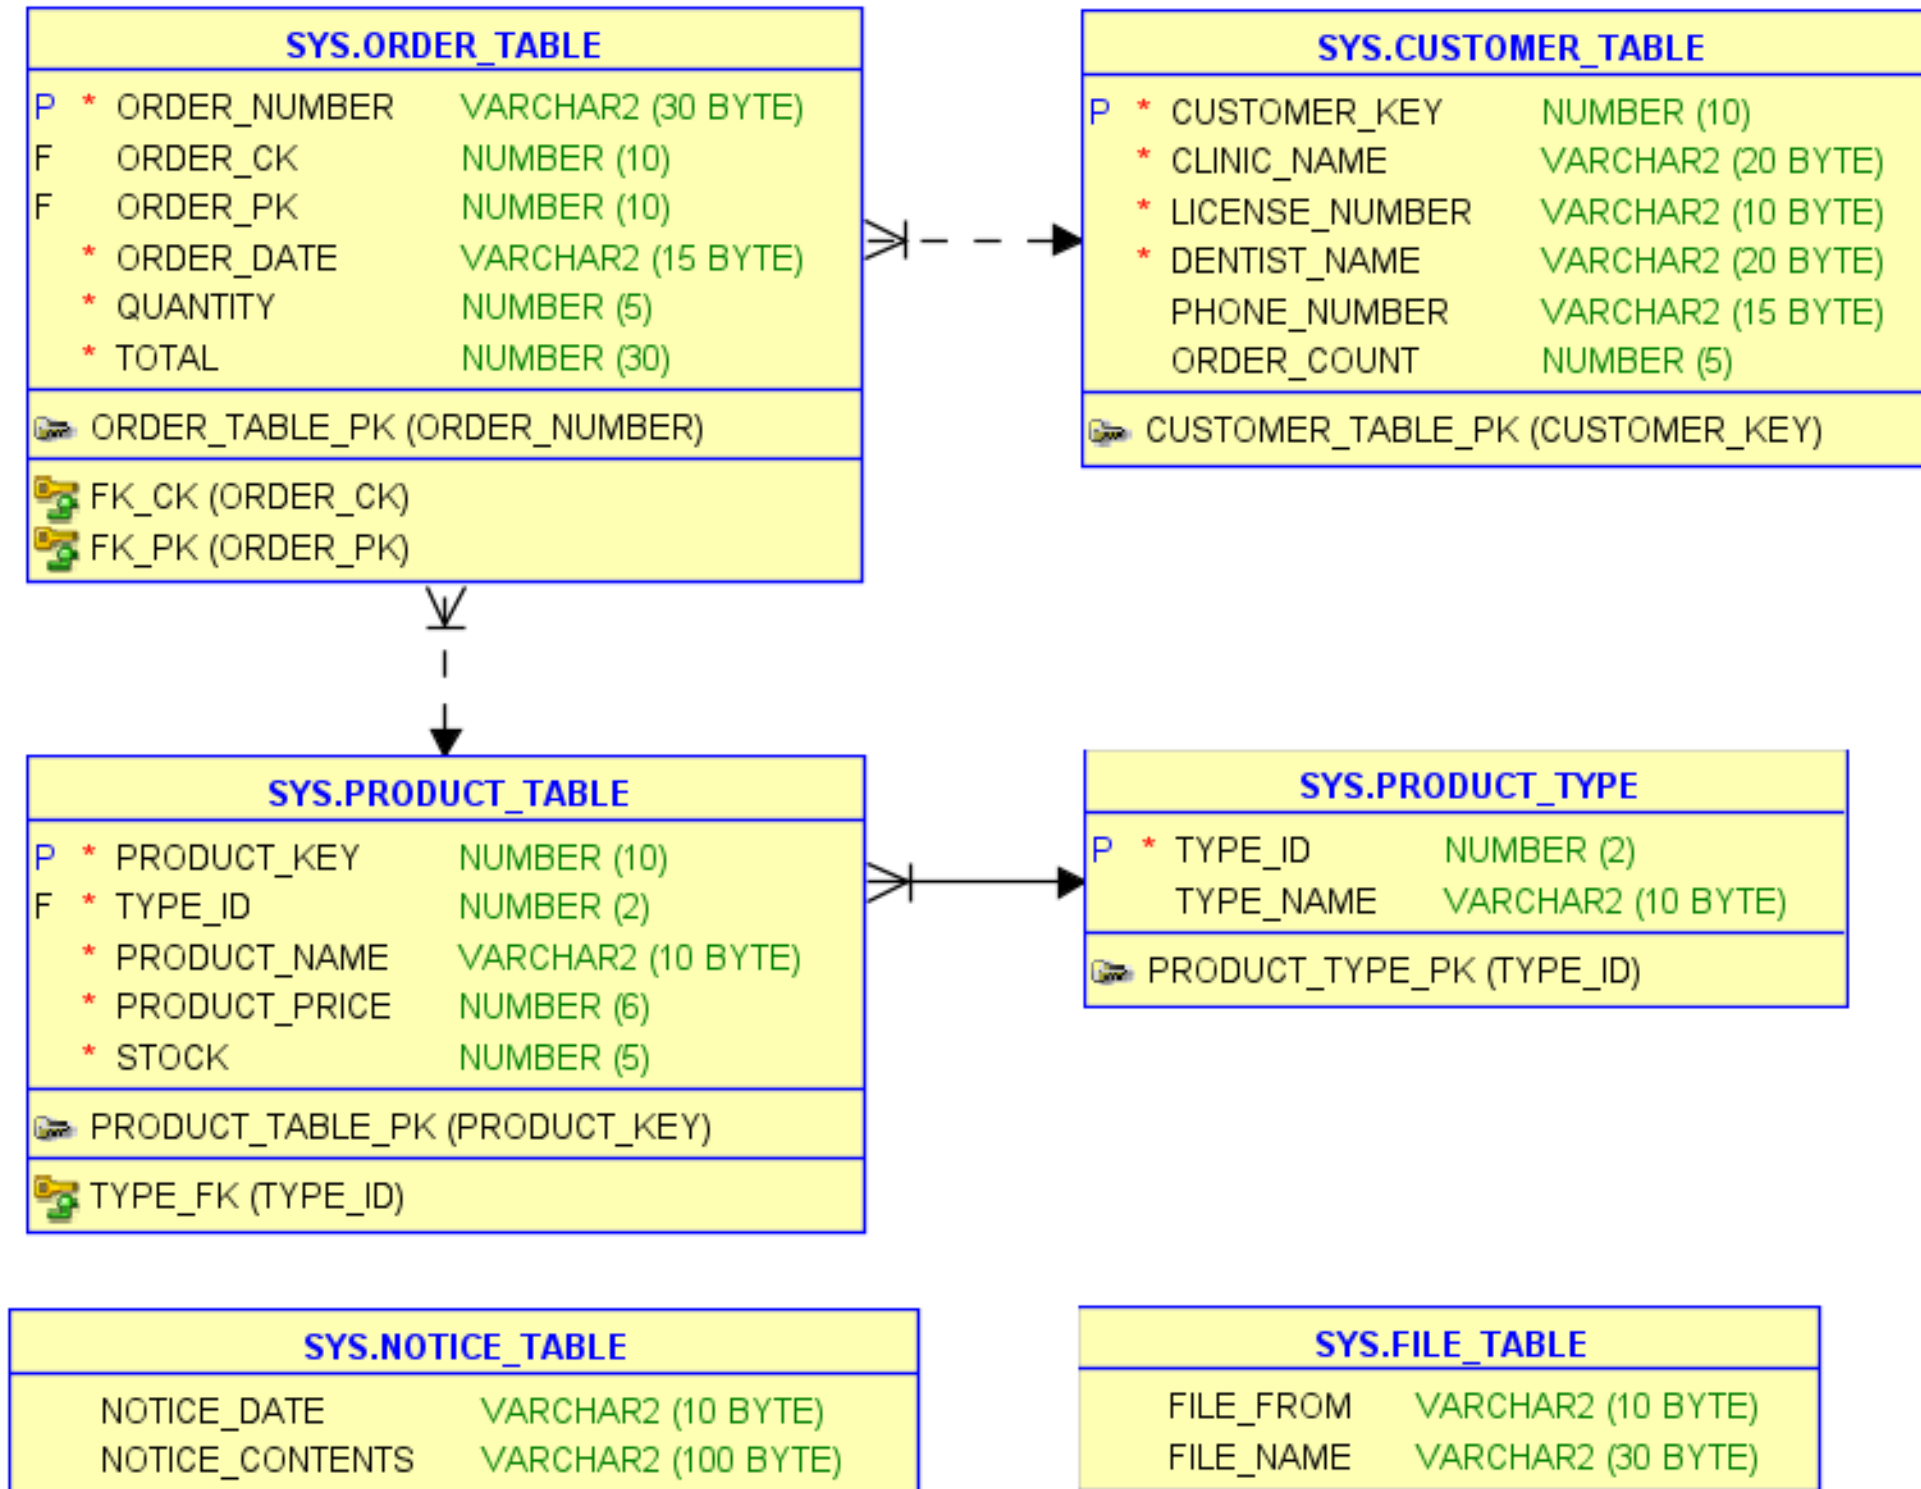 SYS.ORDER_TABLE
P * ORDER_NUMBER VARCHAR2 (30 BYTE)
F ORDER_CK NUMBER (10)
F ORDER_PK NUMBER (10)
* ORDER_DATE VARCHAR2 (15 BYTE)
* QUANTITY NUMBER (5)
* TOTAL NUMBER (30)
ORDER_TABLE_PK (ORDER_NUMBER)
FK_CK (ORDER_CK)
FK_PK (ORDER_PK)
SYS.CUSTOMER_TABLE
P * CUSTOMER_KEY NUMBER (10)
* CLINIC_NAME VARCHAR2 (20 BYTE)
* LICENSE_NUMBER VARCHAR2 (10 BYTE)
* DENTIST_NAME VARCHAR2 (20 BYTE)
PHONE_NUMBER VARCHAR2 (15 BYTE)
ORDER_COUNT NUMBER (5)
CUSTOMER_TABLE_PK (CUSTOMER_KEY)
SYS.PRODUCT_TABLE
P * PRODUCT_KEY NUMBER (10)
F * TYPE_ID NUMBER (2)
* PRODUCT_NAME VARCHAR2 (10 BYTE)
* PRODUCT_PRICE NUMBER (6)
* STOCK NUMBER (5)
PRODUCT_TABLE_PK (PRODUCT_KEY)
TYPE_FK (TYPE_ID)
SYS.PRODUCT_TYPE
P * TYPE_ID NUMBER (2)
TYPE_NAME VARCHAR2 (10 BYTE)
PRODUCT_TYPE_PK (TYPE_ID)
SYS.NOTICE_TABLE
NOTICE_DATE VARCHAR2 (10 BYTE)
NOTICE_CONTENTS VARCHAR2 (100 BYTE)
SYS.FILE_TABLE
FILE_FROM VARCHAR2 (10 BYTE)
FILE_NAME VARCHAR2 (30 BYTE)